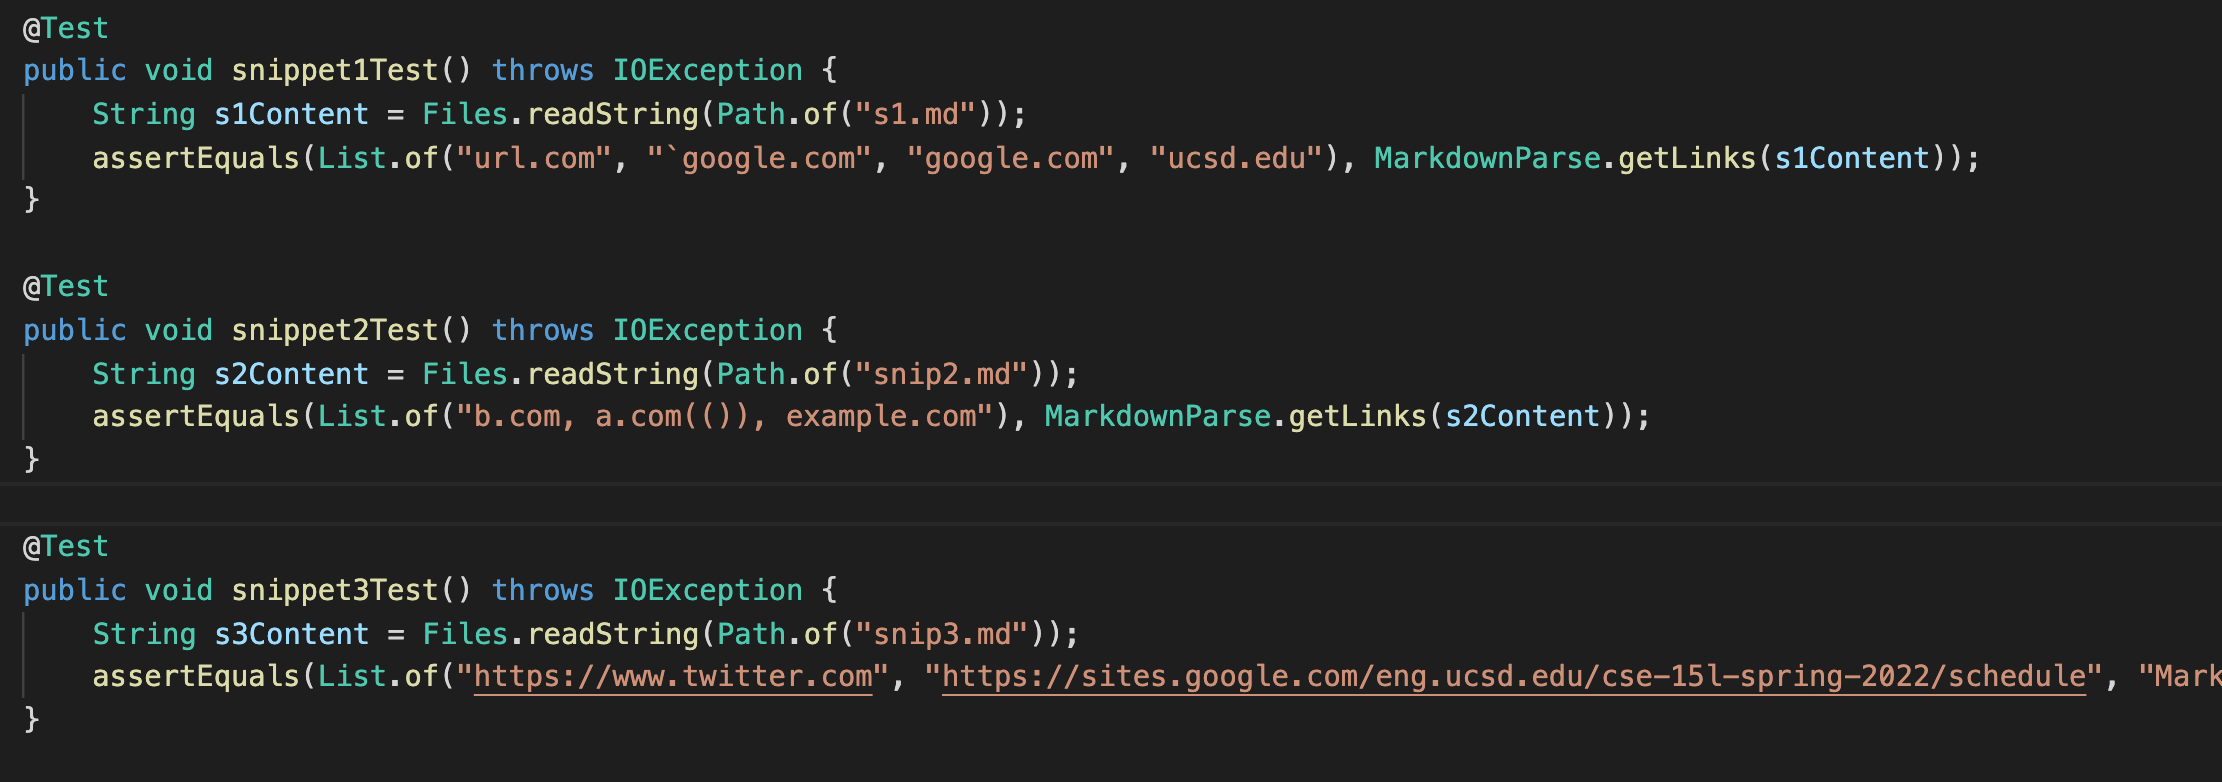 @Test
public void snippet1Test() throws IOException {
    String s1Content = Files.readString(Path.of("s1.md"));
    assertEquals(List.of("url.com", "`google.com", "google.com", "ucsd.edu"), MarkdownParse.getLinks(s1Content));
}
@Test
public void snippet2Test() throws IOException {
    String s2Content = Files.readString(Path.of("snip2.md"));
    assertEquals(List.of("b.com, a.com(()), example.com"), MarkdownParse.getLinks(s2Content));
}
@Test
public void snippet3Test() throws IOException {
    String s3Content = Files.readString(Path.of("snip3.md"));
    assertEquals(List.of("https://www.twitter.com", "https://sites.google.com/eng.ucsd.edu/cse-15l-spring-2022/schedule", "Mark
}